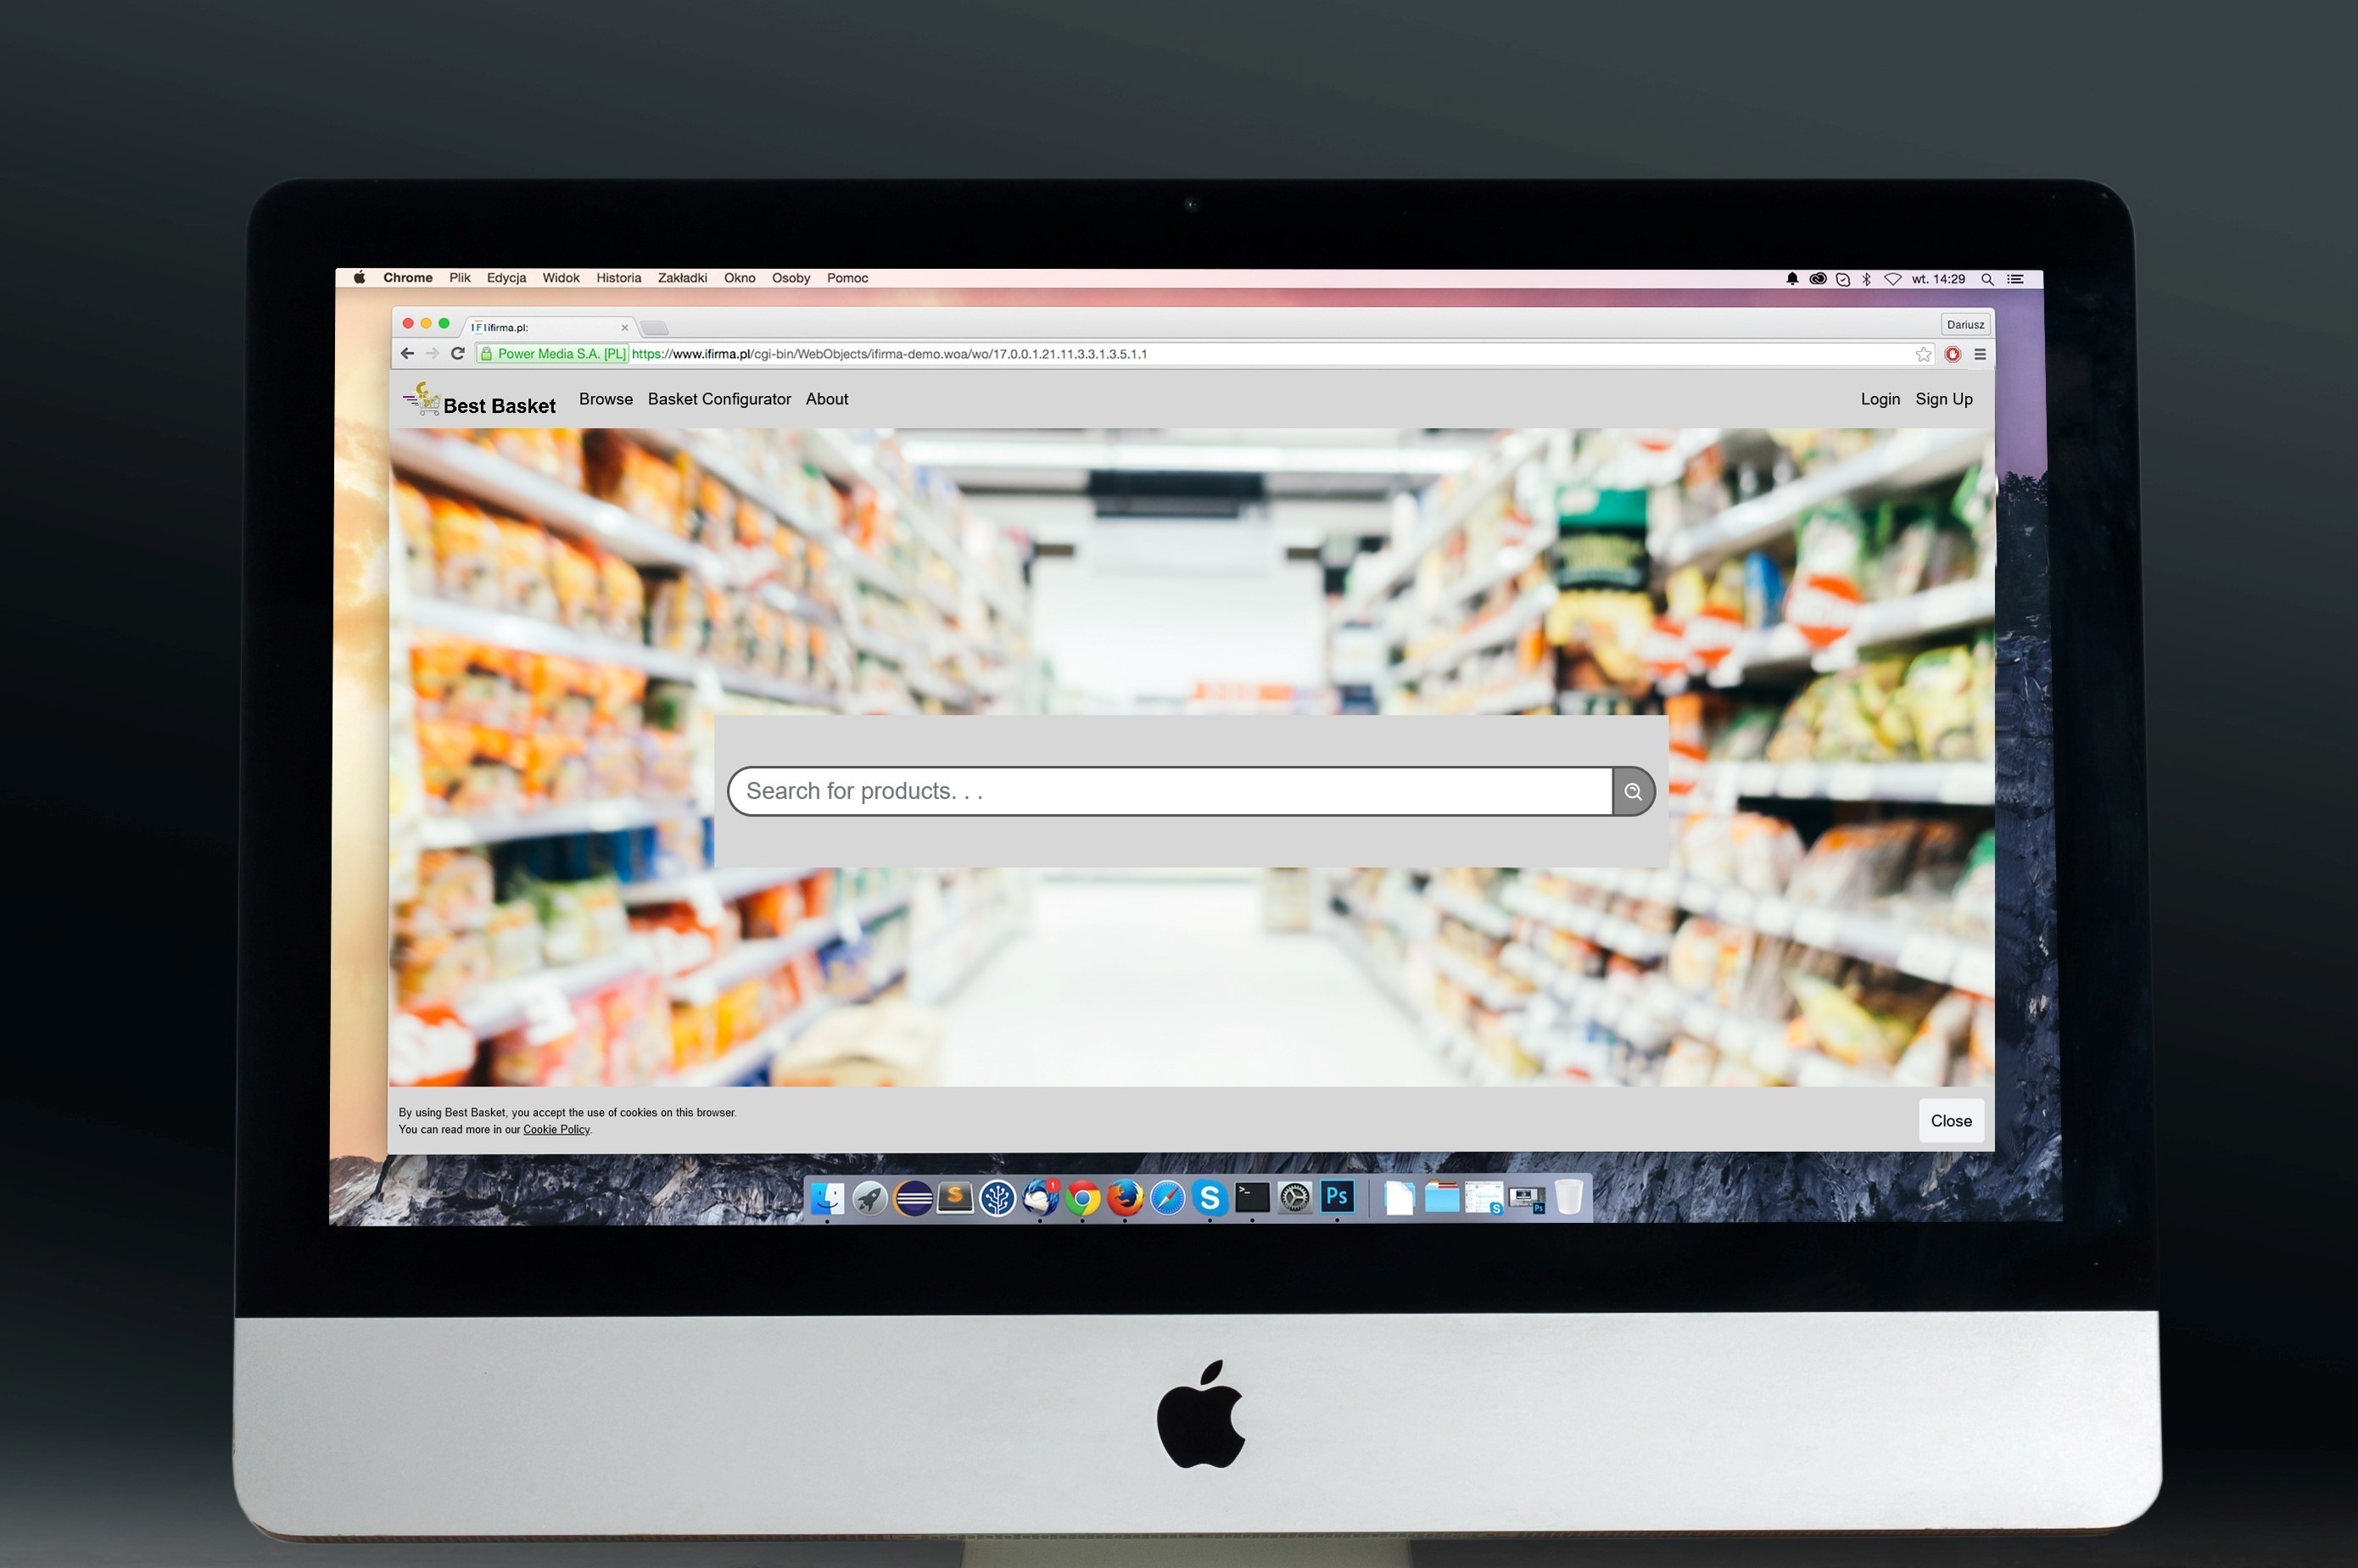 Chrome Plik Edycja Widok Historia Zakładki Okno Osoby Pomoc wt. 14:29
ifirma.pl: Dariusz
Power Media S.A. [PL] https://www.ifirma.pl/cgi-bin/WebObjects/ifirma-demo.woa/wo/17.0.0.1.21.11.3.3.1.3.5.1.1
Best Basket Browse Basket Configurator About Login Sign Up
Search for products. . .
By using Best Basket, you accept the use of cookies on this browser.
You can read more in our Cookie Policy.
Close
1
S S >_ Ps
S Ps